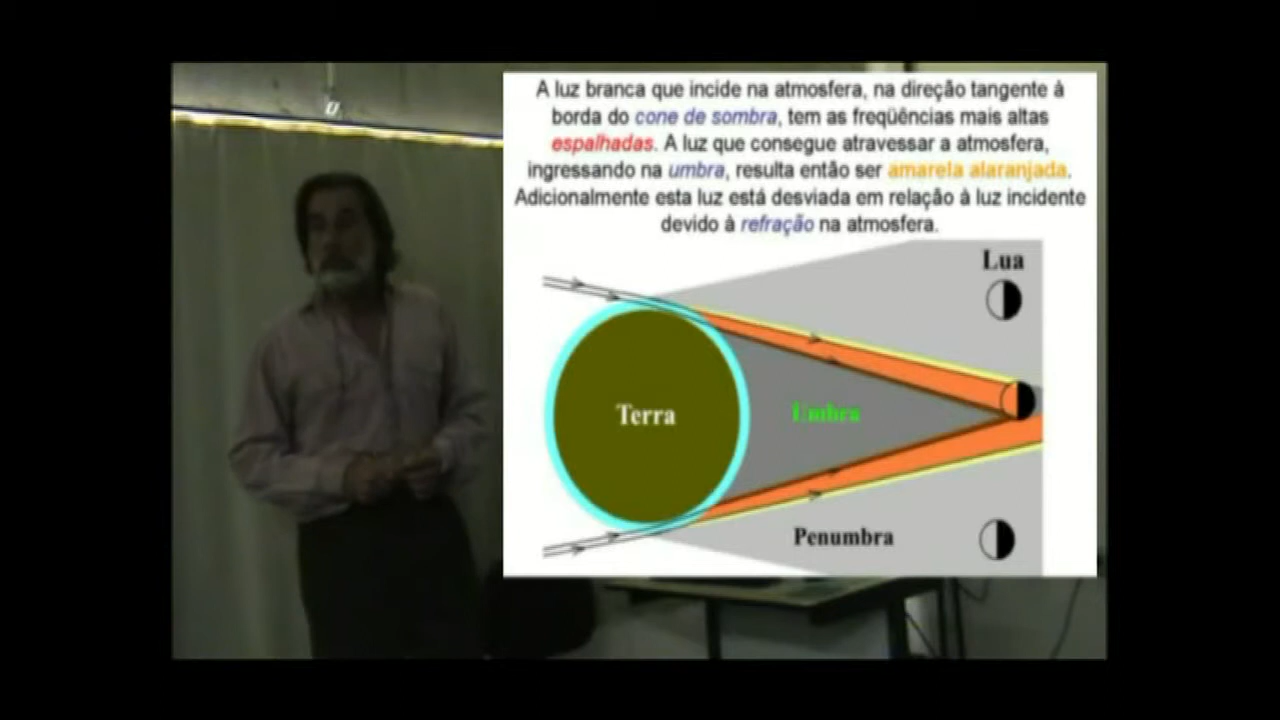 A luz branca que incide na atmosfera, na direção tangente à
borda do cone de sombra, tem as freqüências mais altas
espalhadas. A luz que consegue atravessar a atmosfera,
ingressando na umbra, resulta então ser amarela alaranjada.
Adicionalmente esta luz está desviada em relação à luz incidente
devido à refração na atmosfera.
Lua
Terra
Umbra
Penumbra